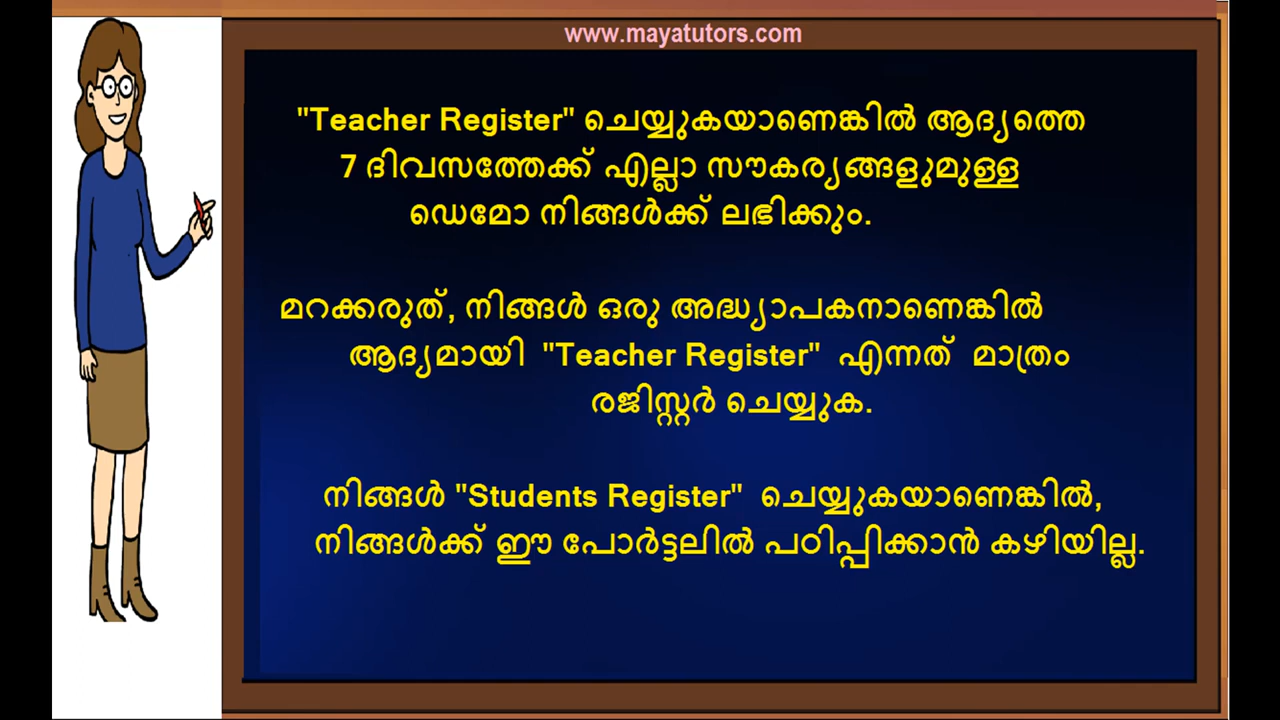 www.mayatutors.com
"Teacher Register" ചെയ്യുകയാണെങ്കിൽ ആദ്യത്തെ
7 ദിവസത്തേക്ക് എല്ലാ സൗകര്യങ്ങളുമുള്ള
ഡെമോ നിങ്ങൾക്ക് ലഭിക്കും.
മറക്കരുത്, നിങ്ങൾ ഒരു അദ്ധ്യാപകനാണെങ്കിൽ
ആദ്യമായി "Teacher Register" എന്നത് മാത്രം
രജിസ്റ്റർ ചെയ്യുക.
നിങ്ങൾ "Students Register" ചെയ്യുകയാണെങ്കിൽ,
നിങ്ങൾക്ക് ഈ പോർട്ടലിൽ പഠിപ്പിക്കാൻ കഴിയില്ല.